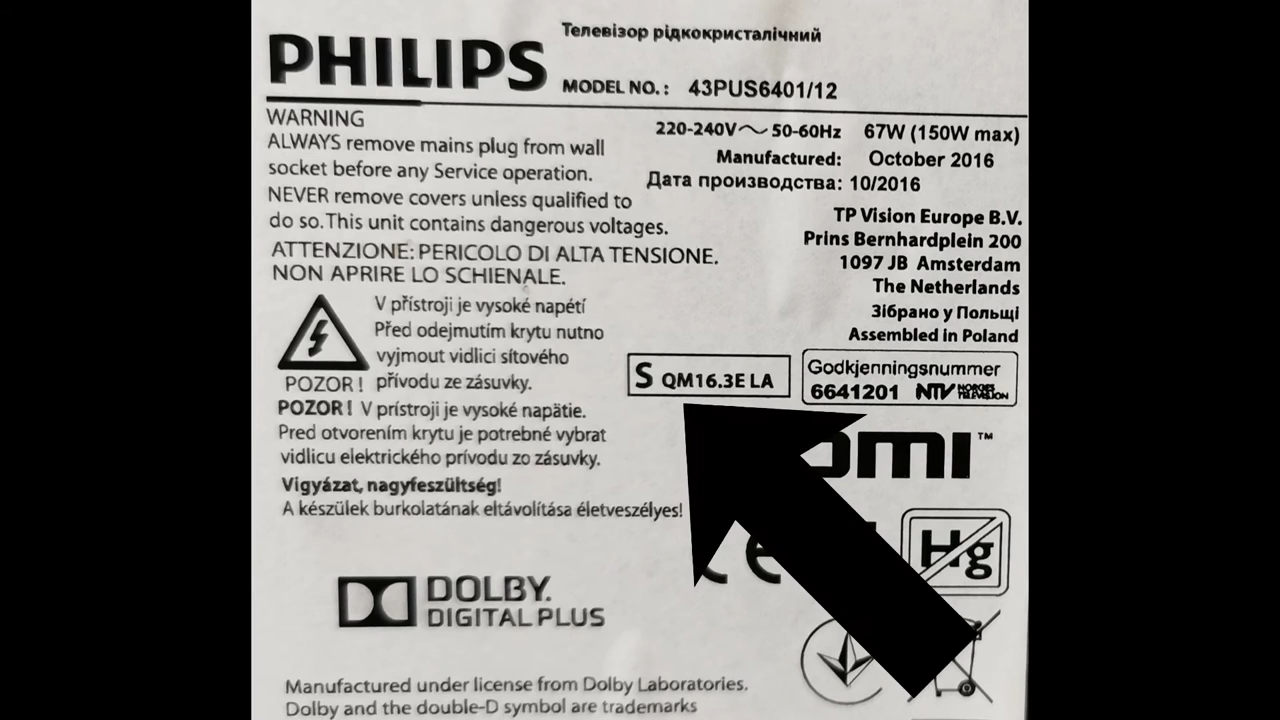 Телевізор рідкокристалічний
PHILIPS
MODEL NO. : 43PUS6401/12
WARNING
ALWAYS remove mains plug from wall
socket before any Service operation.
NEVER remove covers unless qualified to
do so. This unit contains dangerous voltages.
ATTENZIONE: PERICOLO DI ALTA TENSIONE.
NON APRIRE LO SCHIENALE.
220-240V～ 50-60Hz 67W (150W max)
Manufactured: October 2016
Дата производства: 10/2016
TP Vision Europe B.V.
Prins Bernhardplein 200
1097 JB Amsterdam
The Netherlands
Зібрано у Польщі
Assembled in Poland
V přístroji je vysoké napětí
Před odejmutím krytu nutno
vyjmout vidlici síťového
POZOR ! přívodu ze zásuvky.
POZOR ! V prístroji je vysoké napätie.
Pred otvorením krytu je potrebné vybrat
vidlicu elektrického prívodu zo zásuvky.
Vigyázat, nagyfeszültség!
A készülek burkolatának eltávolítása életveszélyes!
S QM16.3E LA
Godkjenningsnummer
6641201 NTV NORGES TELEVISJON
™
Hg
DOLBY.
DIGITAL PLUS
Manufactured under license from Dolby Laboratories.
Dolby and the double-D symbol are trademarks